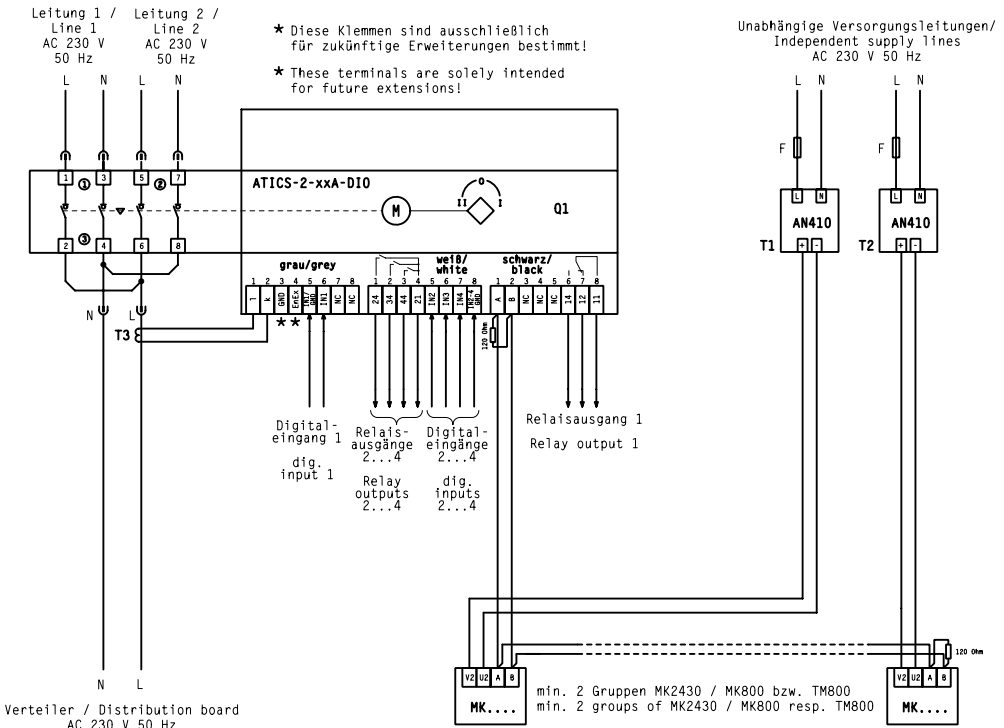 Leitung 1 /
Line 1
AC 230 V
50 Hz
Leitung 2 /
Line 2
AC 230 V
50 Hz
* Diese Klemmen sind ausschließlich
für zukünftige Erweiterungen bestimmt!
* These terminals are solely intended
for future extensions!
Unabhängige Versorgungsleitungen/
Independent supply lines
AC 230 V 50 Hz
L N L N
L N L N
F F
1 ① 3 5 ② 7
ATICS-2-xxA-DIO
M
II 0 I
Q1
L N
AN410
T1
+ -
L N
AN410
T2
+ -
③
2 4 6 8
grau/grey
weiß/
white
schwarz/
black
1 2 3 4 5 6 7 8
l k GND EnEx IN1/GND IN1 NC NC
1 2 3 4 5 6 7 8
24 34 44 21 IN2 IN3 IN4 IN2-4 GND
1 2 3 4 5 6 7 8
A B NC NC NC 14 12 11
* *
120 Ohm
N L
T3
Digital-
eingang 1
dig.
input 1
Relais-
ausgänge
2...4
Relay
outputs
2...4
Digital-
eingänge
2...4
dig.
inputs
2...4
Relaisausgang 1
Relay output 1
120 Ohm
N L
Verteiler / Distribution board
AC 230 V 50 Hz
V2 U2 A B
MK....
min. 2 Gruppen MK2430 / MK800 bzw. TM800
min. 2 groups of MK2430 / MK800 resp. TM800
V2 U2 A B
MK....